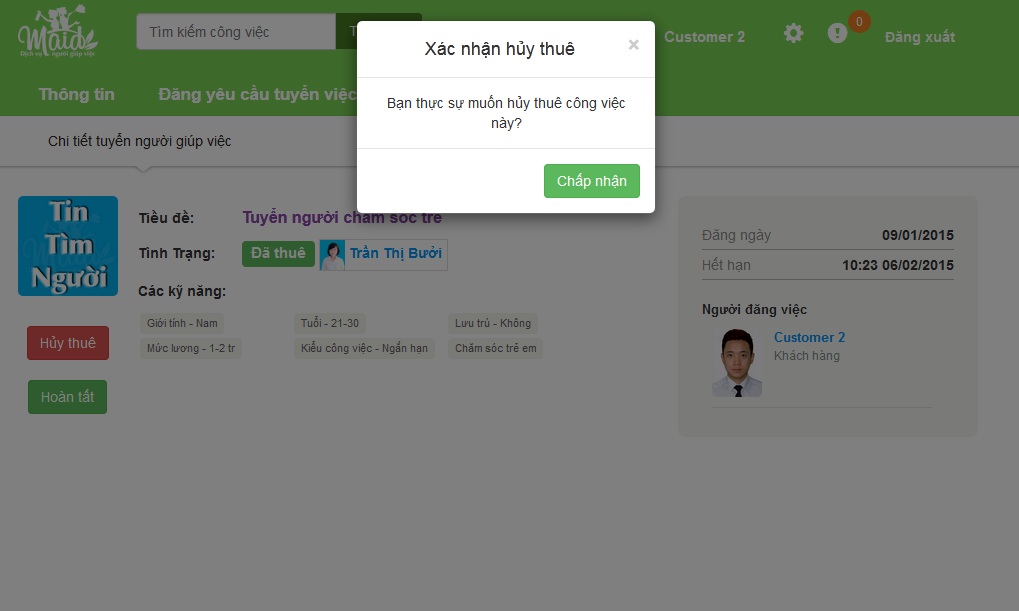 Maid
Dịch vụ người giúp việc
Tìm kiếm công việc
T
Customer 2
0
Đăng xuất
Thông tin
Đăng yêu cầu tuyển việc
Xác nhận hủy thuê
×
Bạn thực sự muốn hủy thuê công việc
này?
Chấp nhận
Chi tiết tuyển người giúp việc
Tin
Tìm
Người
Tiêu đề:
Tuyển người chăm sóc trẻ
Tình Trạng:
Đã thuê
Trần Thị Bưởi
Các kỹ năng:
Giới tính - Nam
Tuổi - 21-30
Lưu trú - Không
Mức lương - 1-2 tr
Kiểu công việc - Ngắn hạn
Chăm sóc trẻ em
Hủy thuê
Hoàn tất
Đăng ngày
09/01/2015
Hết hạn
10:23 06/02/2015
Người đăng việc
Customer 2
Khách hàng